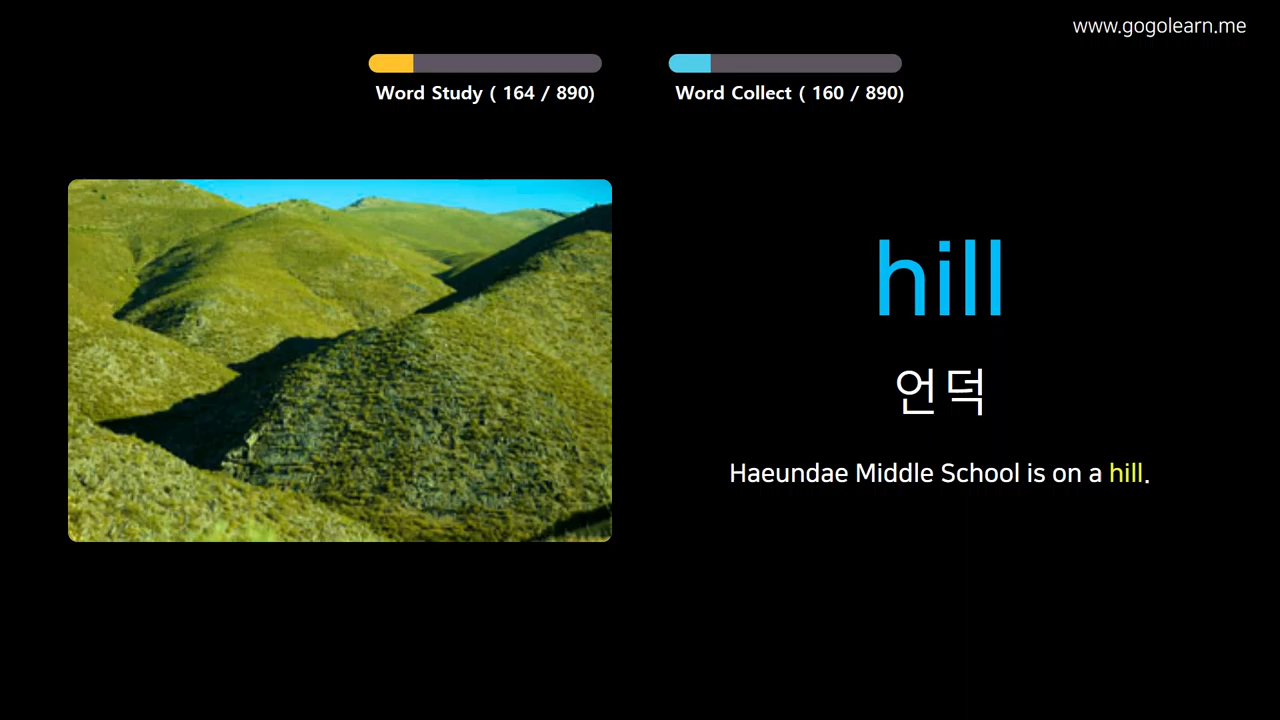 www.gogolearn.me
Word Study ( 164 / 890)
Word Collect ( 160 / 890)
hill
언덕
Haeundae Middle School is on a hill.